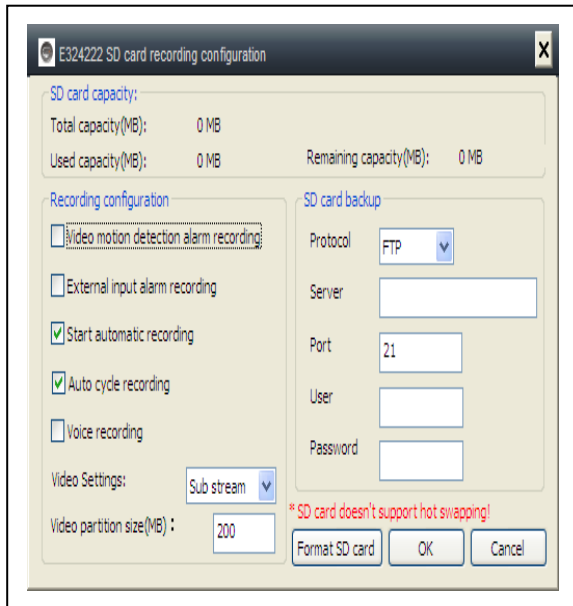 E324222 SD card recording configuration
SD card capacity:
Total capacity(MB): 0 MB
Used capacity(MB): 0 MB Remaining capacity(MB): 0 MB
Recording configuration
Video motion detection alarm recording
External input alarm recording
Start automatic recording
Auto cycle recording
Voice recording
Video Settings: Sub stream
Video partition size(MB) : 200
SD card backup
Protocol FTP
Server
Port 21
User
Password
* SD card doesn't support hot swapping!
Format SD card OK Cancel